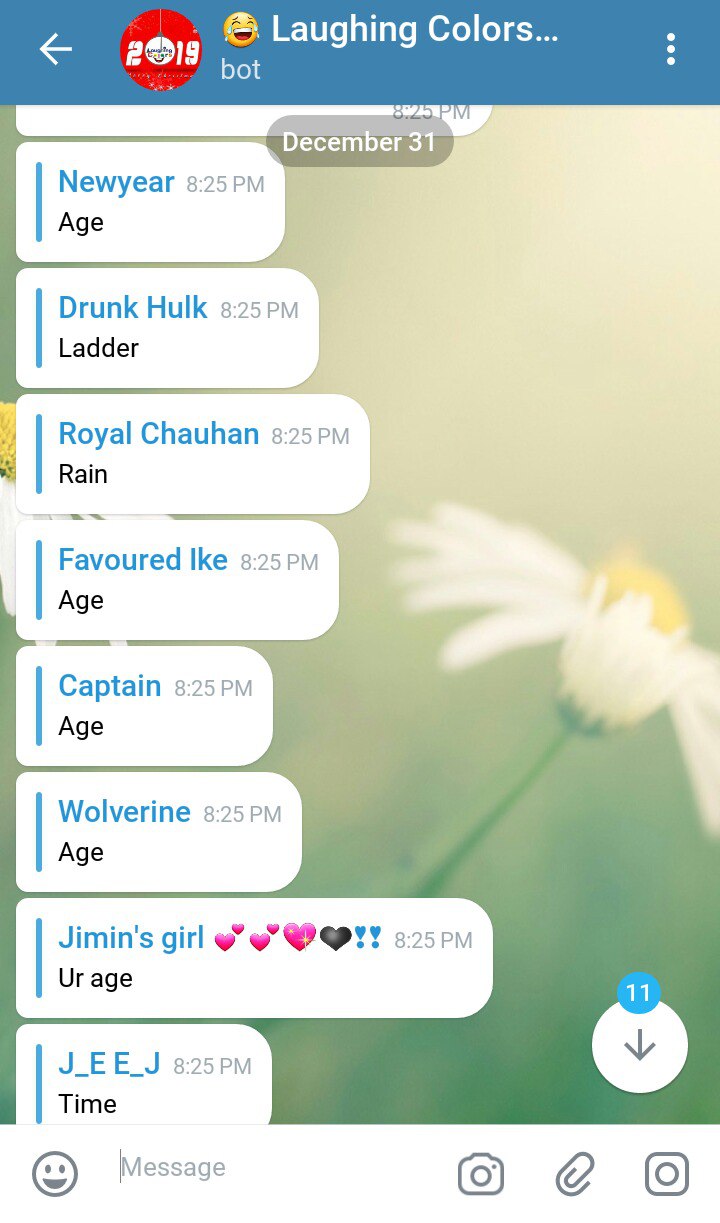 😂 Laughing Colors...
bot
2019
8:25 PM
December 31
Newyear 8:25 PM
Age
Drunk Hulk 8:25 PM
Ladder
Royal Chauhan 8:25 PM
Rain
Favoured Ike 8:25 PM
Age
Captain 8:25 PM
Age
Wolverine 8:25 PM
Age
Jimin's girl 💕💕💖🖤❣❣ 8:25 PM
Ur age
11
J_E E_J 8:25 PM
Time
Message